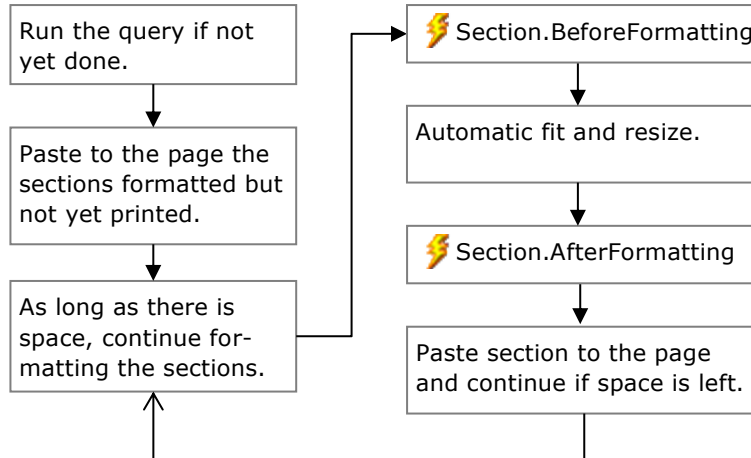 Run the query if not
yet done.
Paste to the page the
sections formatted but
not yet printed.
As long as there is
space, continue for-
matting the sections.
Section.BeforeFormatting
Automatic fit and resize.
Section.AfterFormatting
Paste section to the page
and continue if space is left.